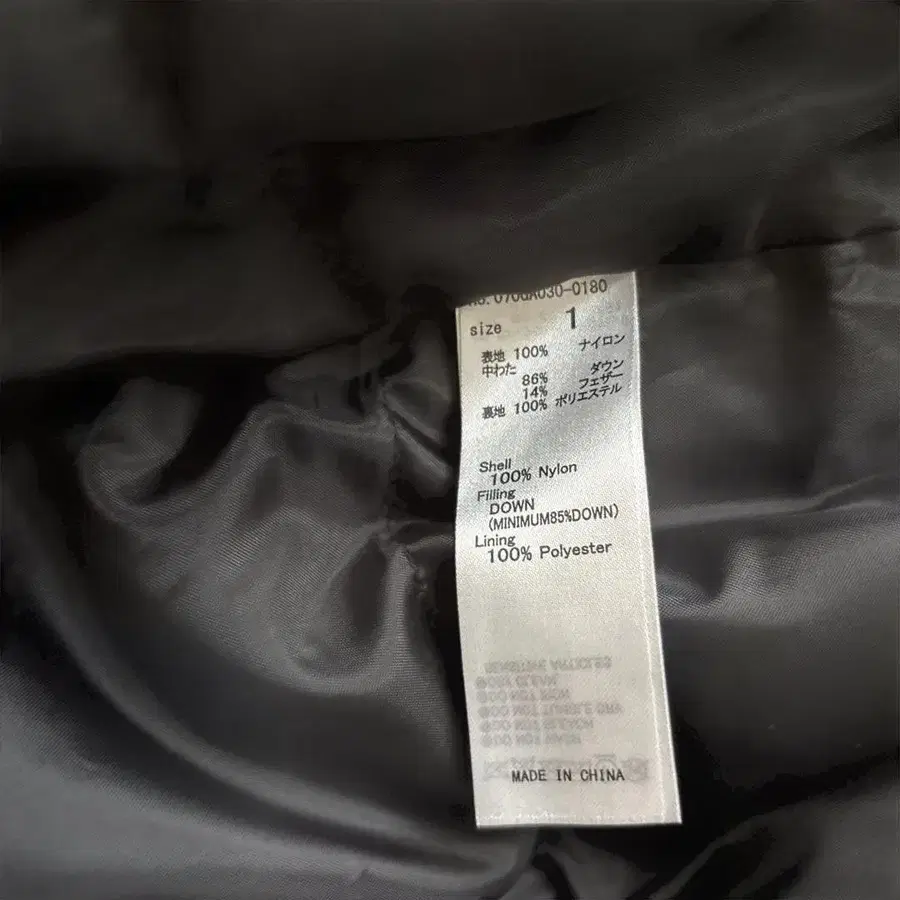 070QA030-0180
size 1
表地 100% ナイロン
中わた
86% ダウン
14% フェザー
裏地 100% ポリエステル
Shell
100% Nylon
Filling
DOWN
(MINIMUM85%DOWN)
Lining
100% Polyester
MADE IN CHINA